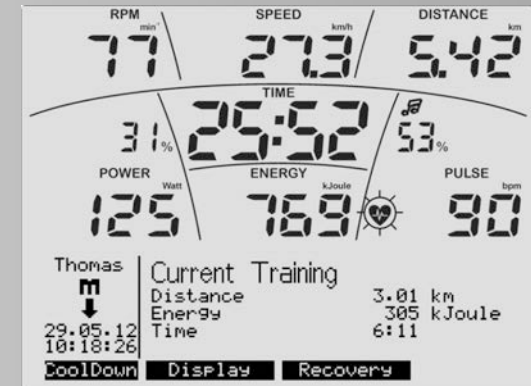 RPM SPEED DISTANCE
min⁻ km/h km
77 27.3 5.42
TIME
31% 25:52 53%
POWER ENERGY PULSE
Watt kJoule bpm
125 769 90
Thomas
m
29.05.12
10:18:26
Current Training
Distance 3.01 km
Energy 305 kJoule
Time 6:11
CoolDown Display Recovery